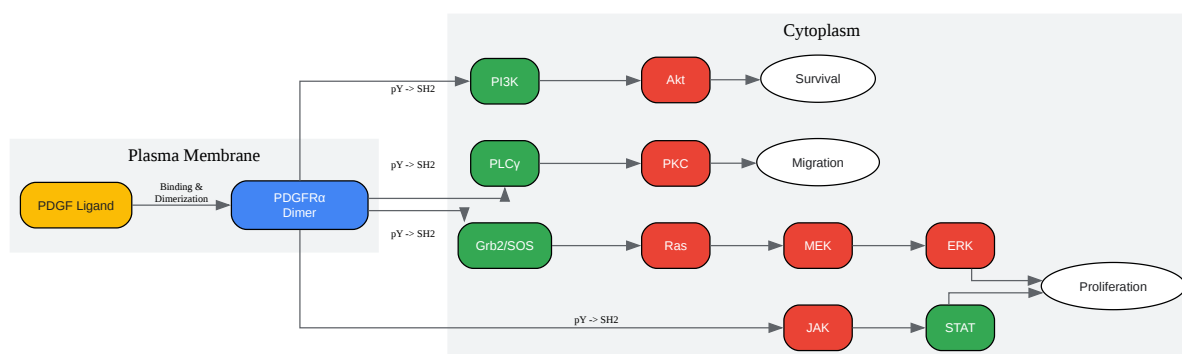 Cytoplasm
PI3K
Akt
Survival
pY -> SH2
Plasma Membrane
pY -> SH2
PLCγ
PKC
Migration
PDGF Ligand
Binding &
Dimerization
PDGFRα
Dimer
pY -> SH2
Grb2/SOS
Ras
MEK
ERK
Proliferation
pY -> SH2
JAK
STAT